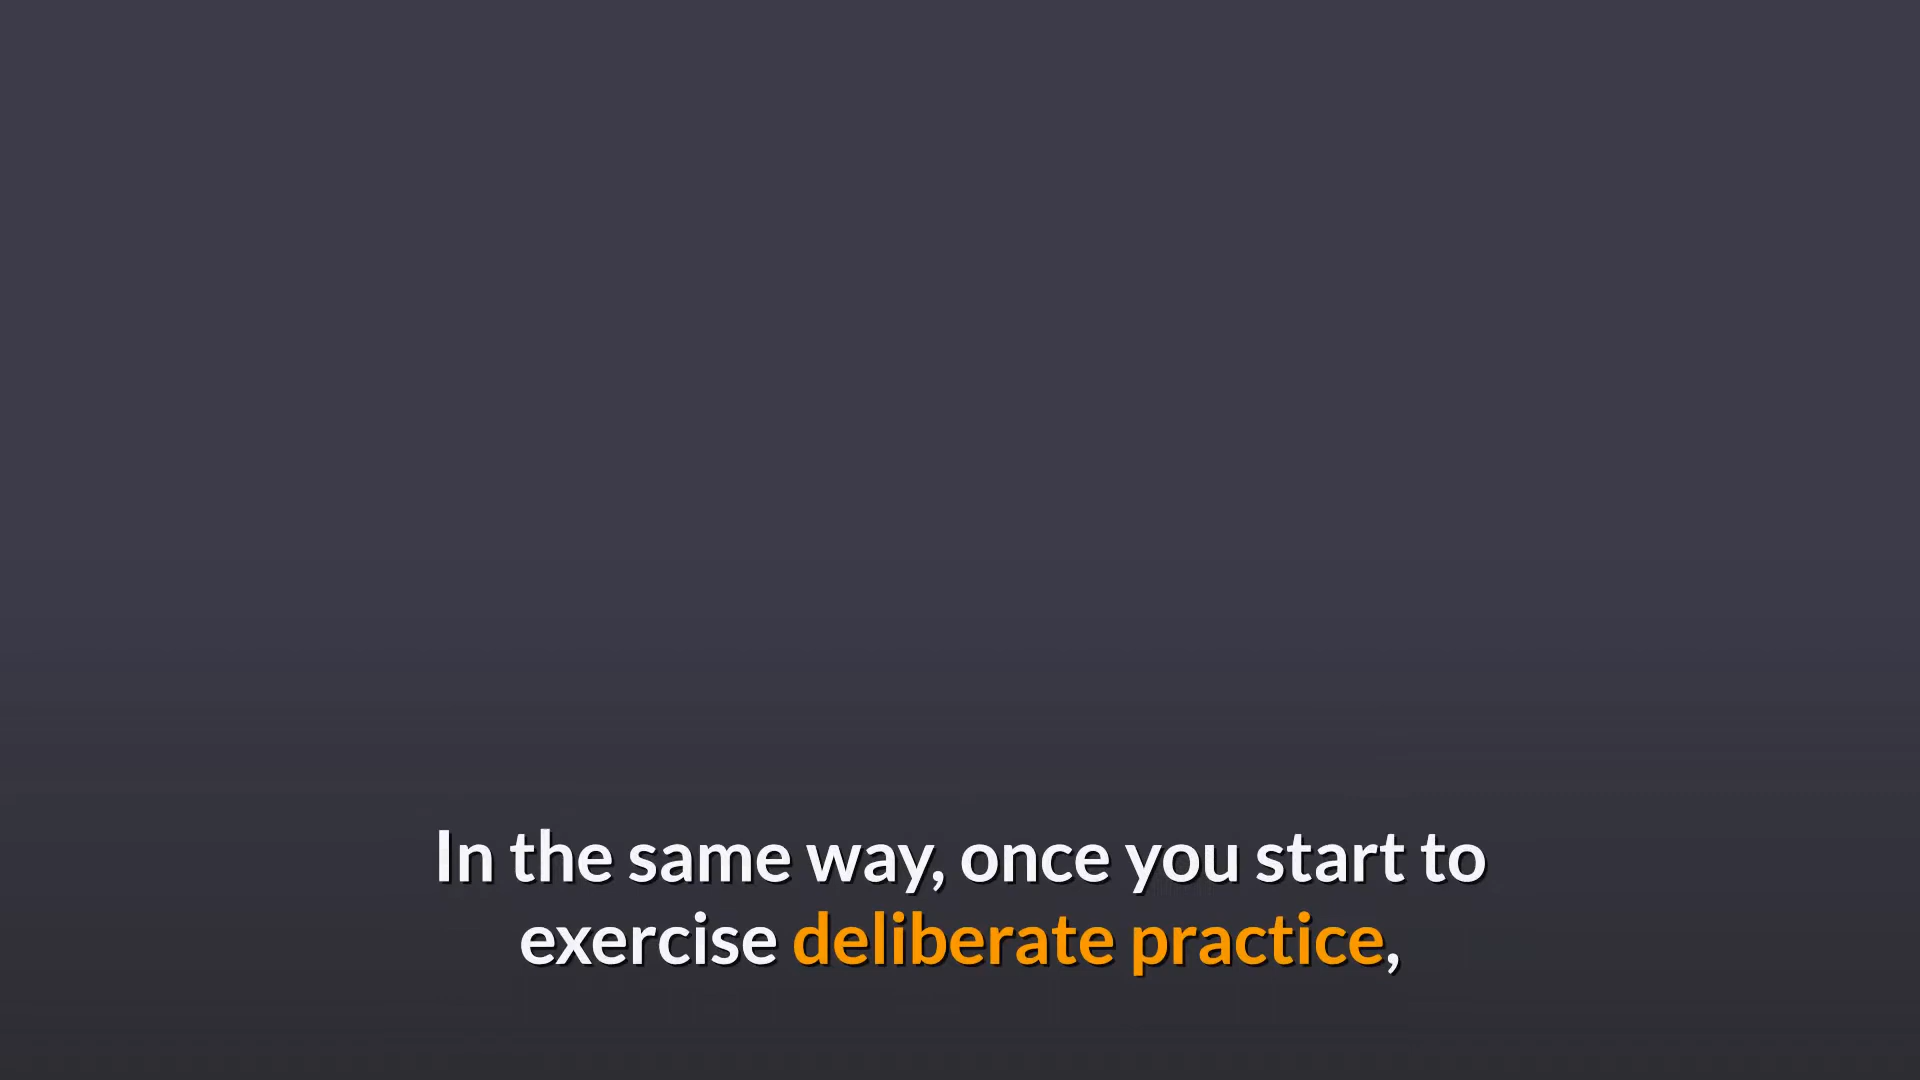 In the same way, once you start to
exercise deliberate practice,